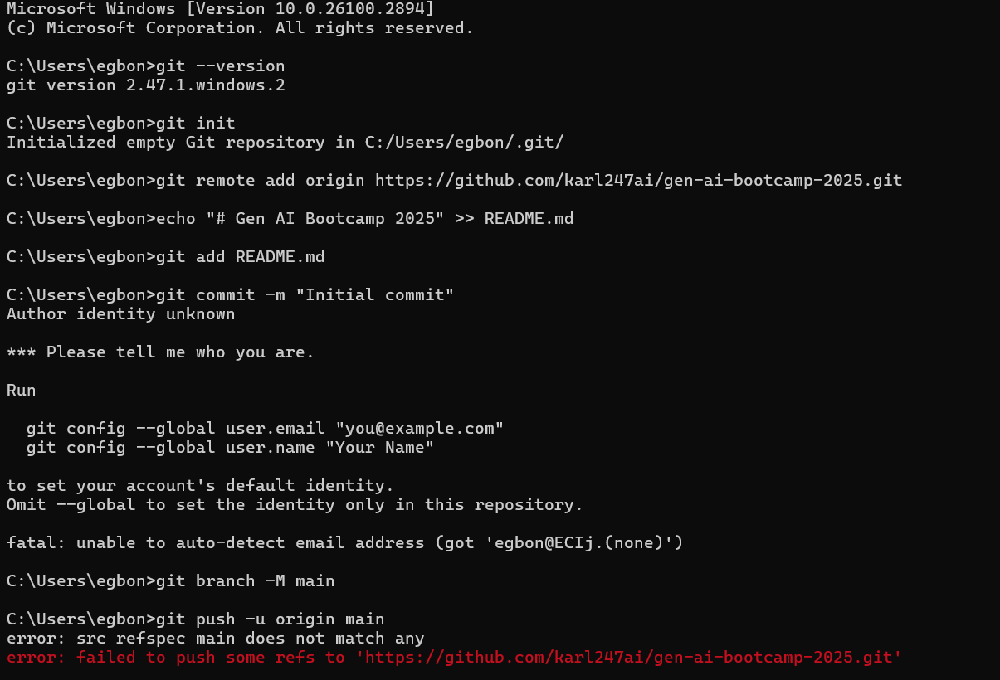 Microsoft Windows [Version 10.0.26100.2894]
(c) Microsoft Corporation. All rights reserved.
C:\Users\egbon>git --version
git version 2.47.1.windows.2
C:\Users\egbon>git init
Initialized empty Git repository in C:/Users/egbon/.git/
C:\Users\egbon>git remote add origin https://github.com/karl247ai/gen-ai-bootcamp-2025.git
C:\Users\egbon>echo "# Gen AI Bootcamp 2025" >> README.md
C:\Users\egbon>git add README.md
C:\Users\egbon>git commit -m "Initial commit"
Author identity unknown
*** Please tell me who you are.
Run
  git config --global user.email "you@example.com"
  git config --global user.name "Your Name"
to set your account's default identity.
Omit --global to set the identity only in this repository.
fatal: unable to auto-detect email address (got 'egbon@ECIj.(none)')
C:\Users\egbon>git branch -M main
C:\Users\egbon>git push -u origin main
error: src refspec main does not match any
error: failed to push some refs to 'https://github.com/karl247ai/gen-ai-bootcamp-2025.git'